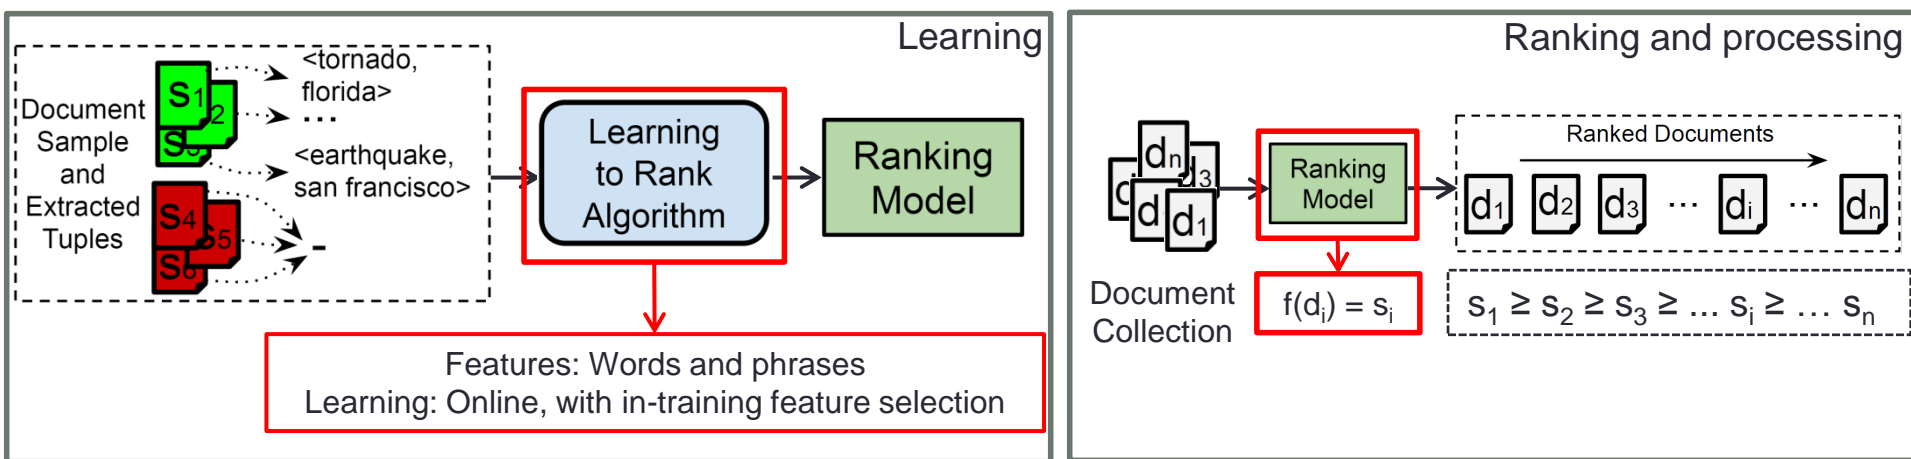 Learning
Document
Sample
and
Extracted
Tuples
s1
2
s3
s4
s5
s6
<tornado,
florida>
...
<earthquake,
san francisco>
-
Learning
to Rank
Algorithm
Ranking
Model
Features: Words and phrases
Learning: Online, with in-training feature selection
Ranking and processing
dn
d3
d1
Document
Collection
Ranking
Model
f(di) = si
Ranked Documents
d1 d2 d3 ... di ... dn
s1 ≥ s2 ≥ s3 ≥ ... si ≥ … sn